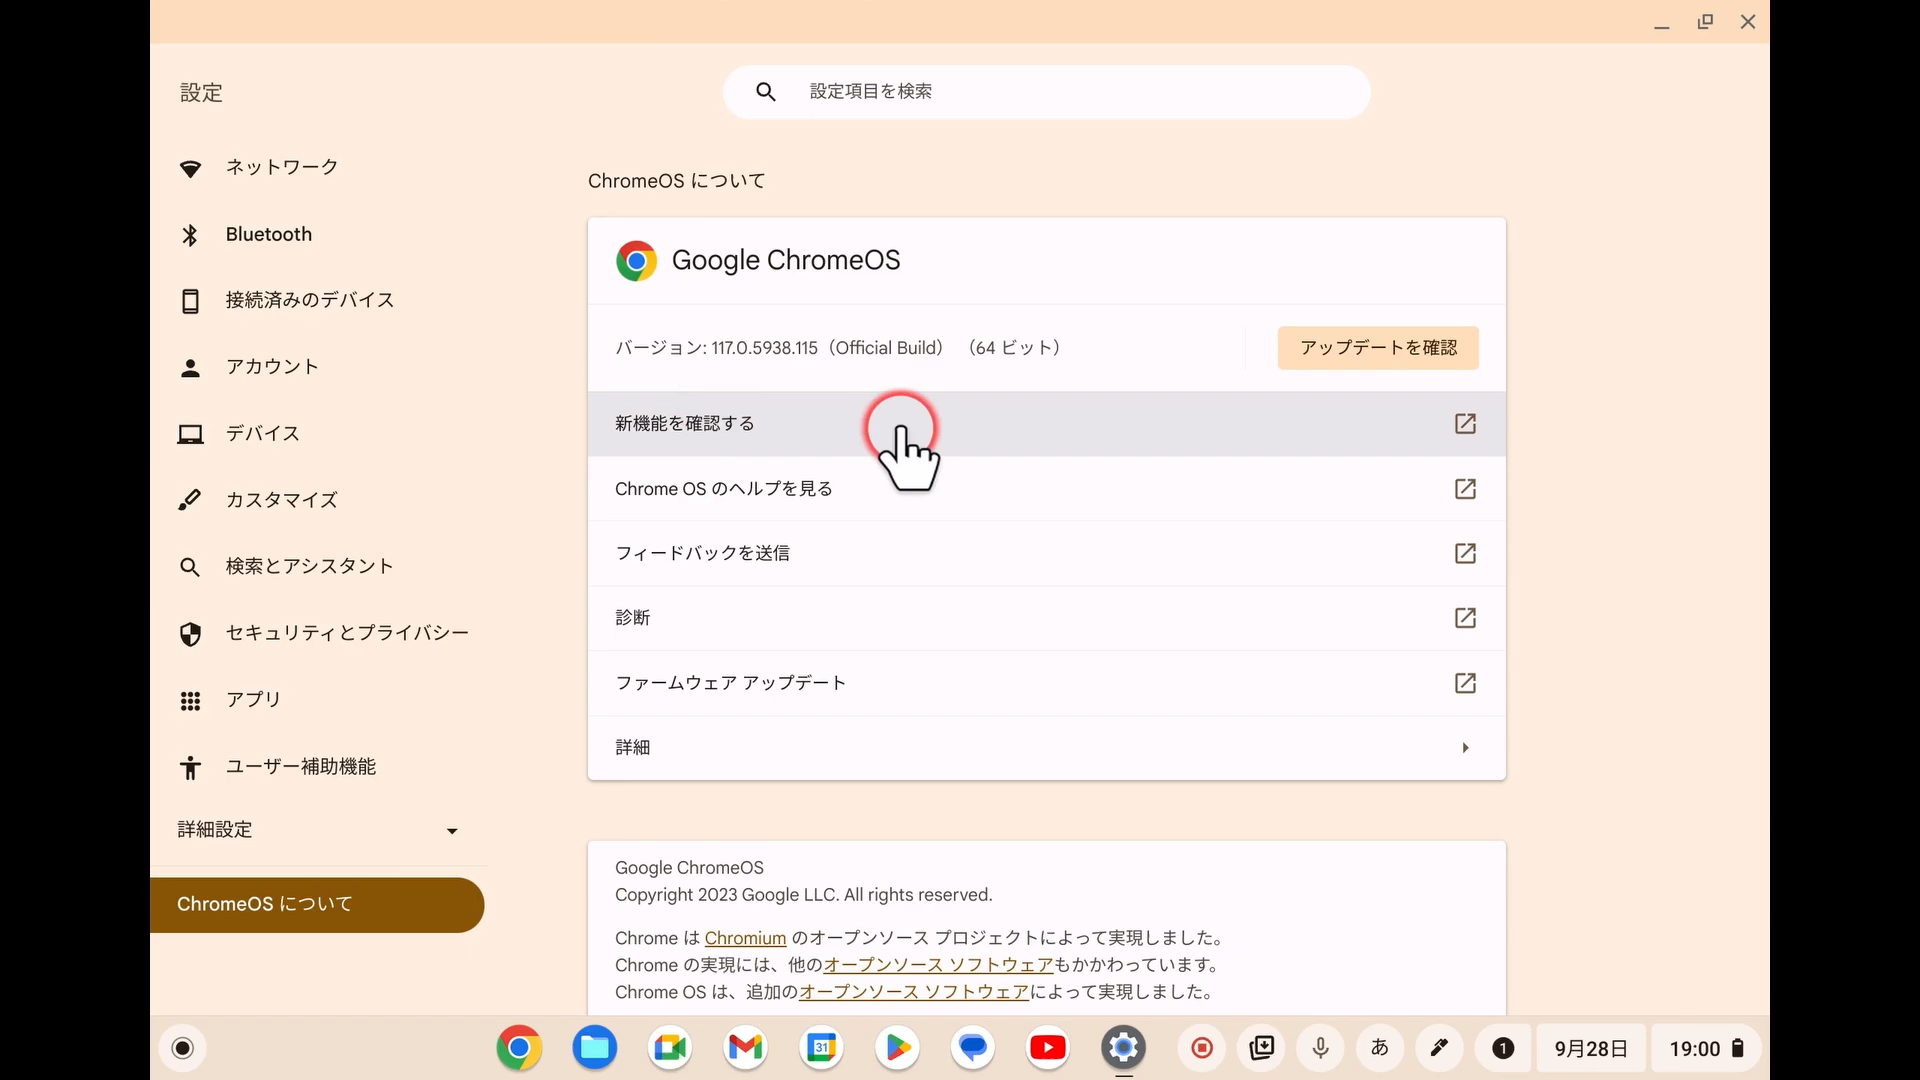 設定
設定項目を検索
ネットワーク
Bluetooth
接続済みのデバイス
アカウント
デバイス
カスタマイズ
検索とアシスタント
セキュリティとプライバシー
アプリ
ユーザー補助機能
詳細設定
ChromeOS について
ChromeOS について
Google ChromeOS
バージョン: 117.0.5938.115（Official Build） （64 ビット）
アップデートを確認
新機能を確認する
Chrome OS のヘルプを見る
フィードバックを送信
診断
ファームウェア アップデート
詳細
Google ChromeOS
Copyright 2023 Google LLC. All rights reserved.
Chrome は Chromium のオープンソース プロジェクトによって実現しました。
Chrome の実現には、他のオープンソース ソフトウェアもかかわっています。
Chrome OS は、追加のオープンソース ソフトウェアによって実現しました。
31
あ
1
9月28日
19:00